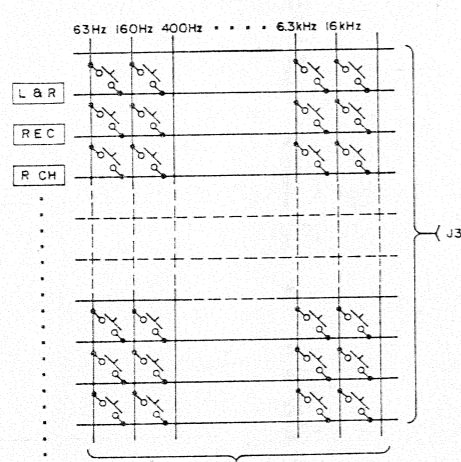 63Hz 160Hz 400Hz · · · · 6.3kHz 16kHz
L & R
REC
R CH
J3